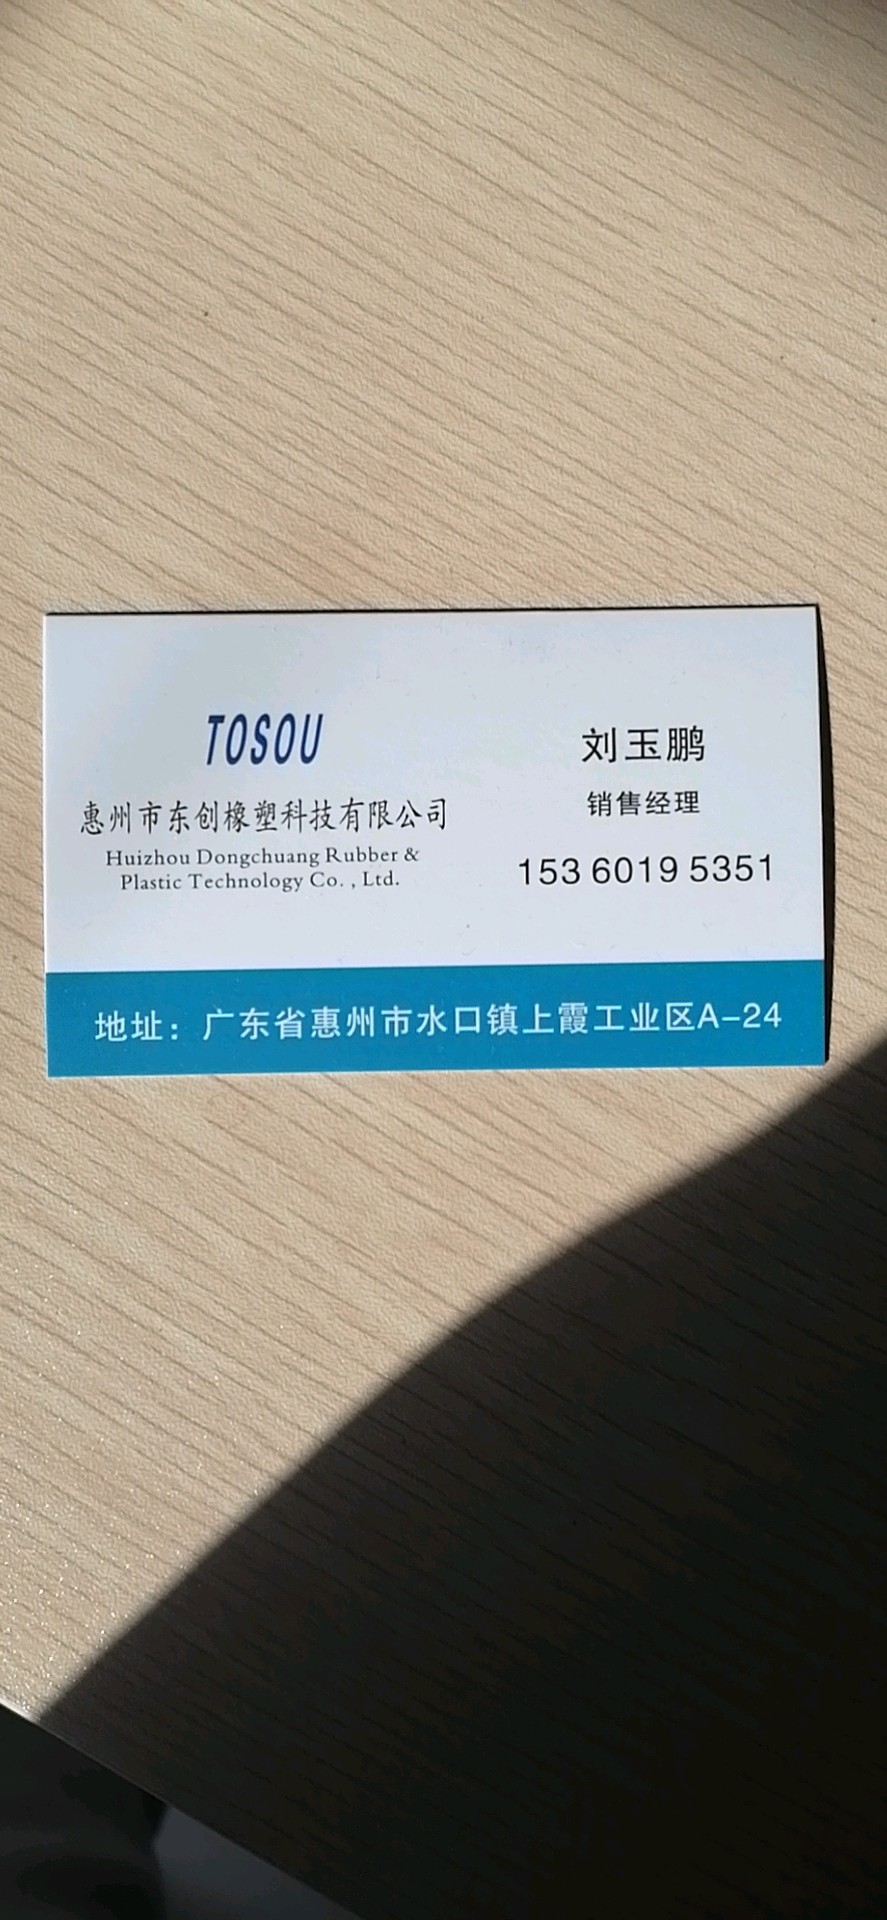 TOSOU
惠州市东创橡塑科技有限公司
Huizhou Dongchuang Rubber &
Plastic Technology Co. , Ltd.
刘玉鹏
销售经理
153 6019 5351
地址：广东省惠州市水口镇上霞工业区A-24